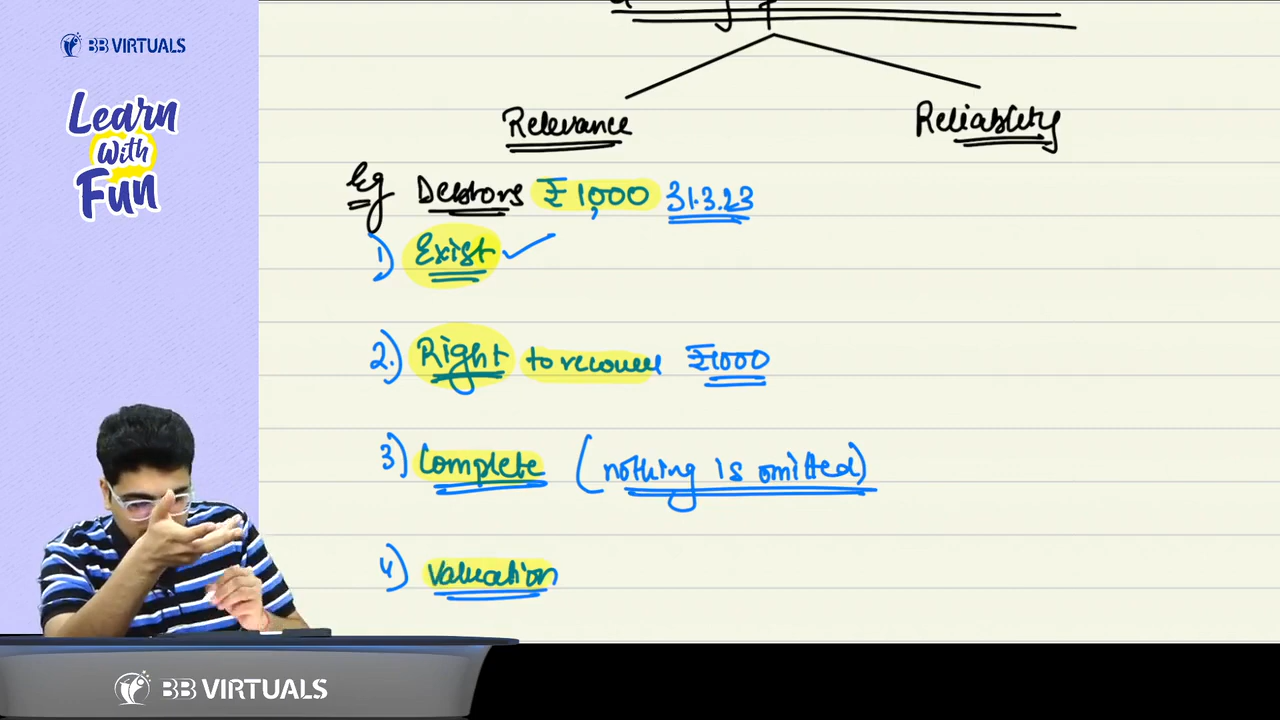 BB VIRTUALS
Learn
With
Fun
Relevance
Reliability
Eg Debtors ₹1,000 31.3.23
1) Exist
2.) Right to recover ₹1000
3) Complete (nothing is omitted)
4) Valuation
BB VIRTUALS